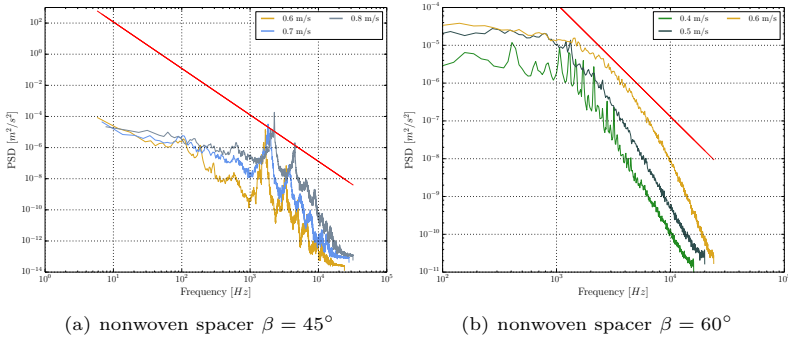 10^2
10^0
10^-2
10^-4
10^-6
10^-8
10^-10
10^-12
10^-14
PSD [m^2/s^2]
10^0 10^1 10^2 10^3 10^4 10^5
Frequency [Hz]
0.6 m/s 0.8 m/s
0.7 m/s
(a) nonwoven spacer β = 45°
10^-4
10^-5
10^-6
10^-7
10^-8
10^-9
10^-10
10^-11
PSD [m^2/s^2]
10^2 10^3 10^4 10^5
Frequency [Hz]
0.4 m/s 0.6 m/s
0.5 m/s
(b) nonwoven spacer β = 60°